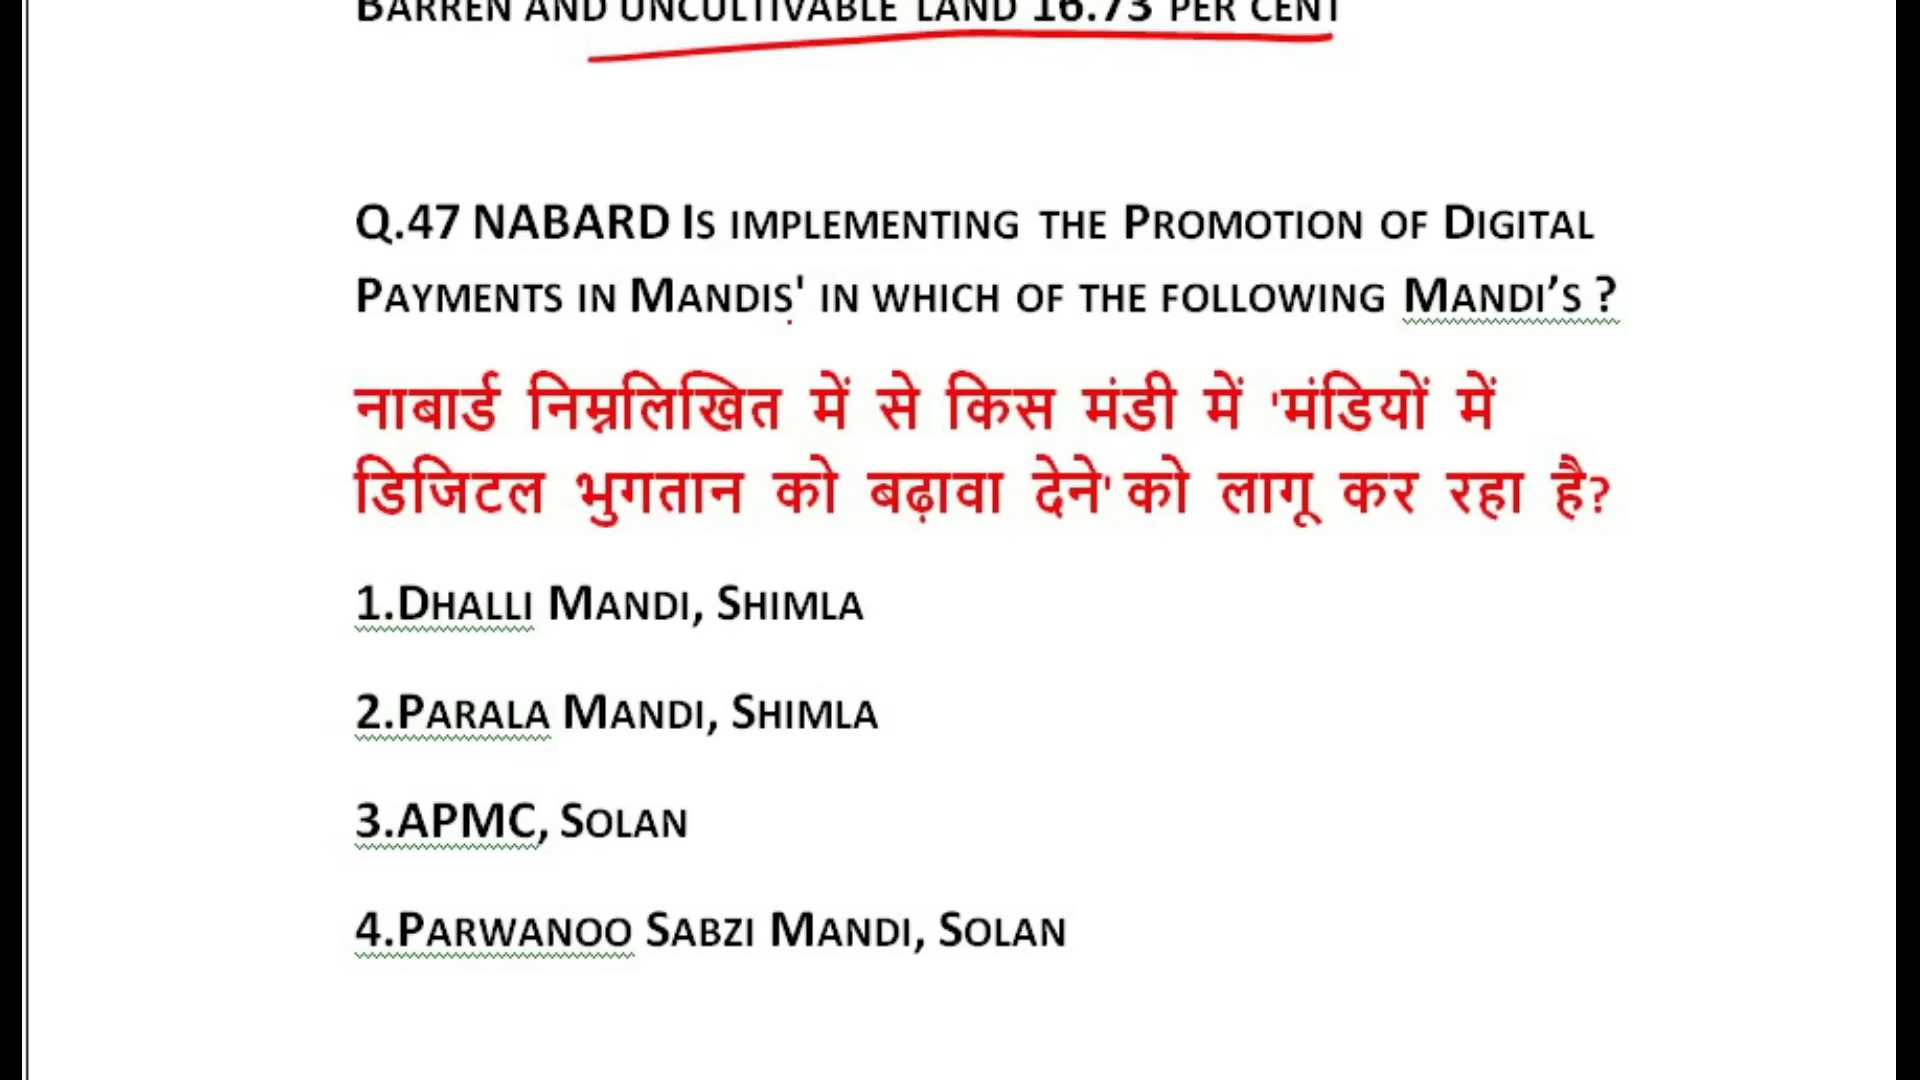 BARREN AND UNCULTIVABLE LAND 16.73 PER CENT
Q.47 NABARD IS IMPLEMENTING THE PROMOTION OF DIGITAL
PAYMENTS IN MANDIS' IN WHICH OF THE FOLLOWING MANDI’S ?
नाबार्ड निम्नलिखित में से किस मंडी में 'मंडियों में
डिजिटल भुगतान को बढ़ावा देने' को लागू कर रहा है?
1.DHALLI MANDI, SHIMLA
2.PARALA MANDI, SHIMLA
3.APMC, SOLAN
4.PARWANOO SABZI MANDI, SOLAN